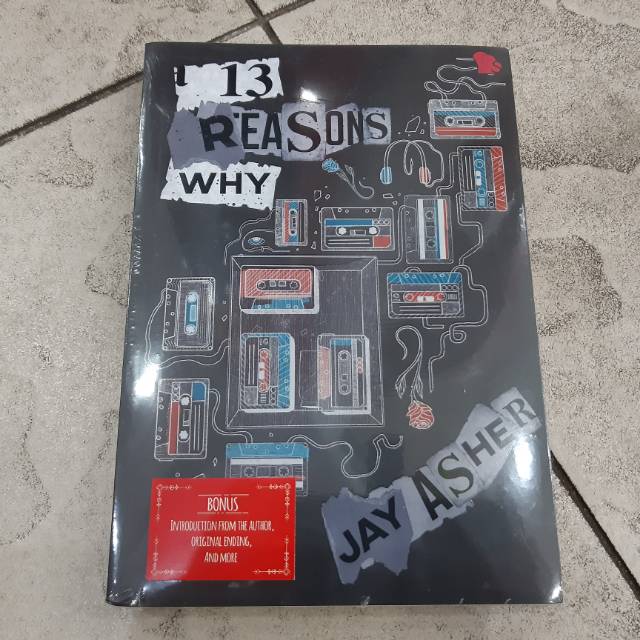 13
REASONS
WHY
JAY ASHER
BONUS
INTRODUCTION FROM THE AUTHOR,
ORIGINAL ENDING,
AND MORE